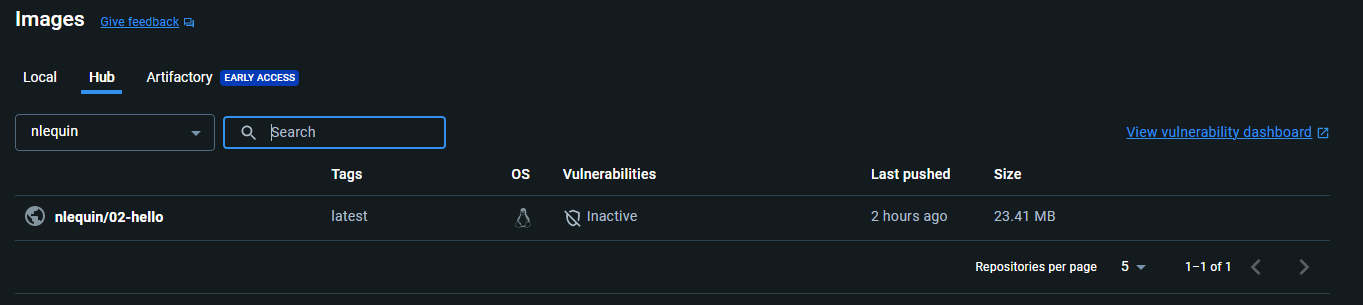 Images Give feedback
Local Hub Artifactory EARLY ACCESS
nlequin Search View vulnerability dashboard
Tags OS Vulnerabilities Last pushed Size
nlequin/02-hello latest Inactive 2 hours ago 23.41 MB
Repositories per page 5 1–1 of 1